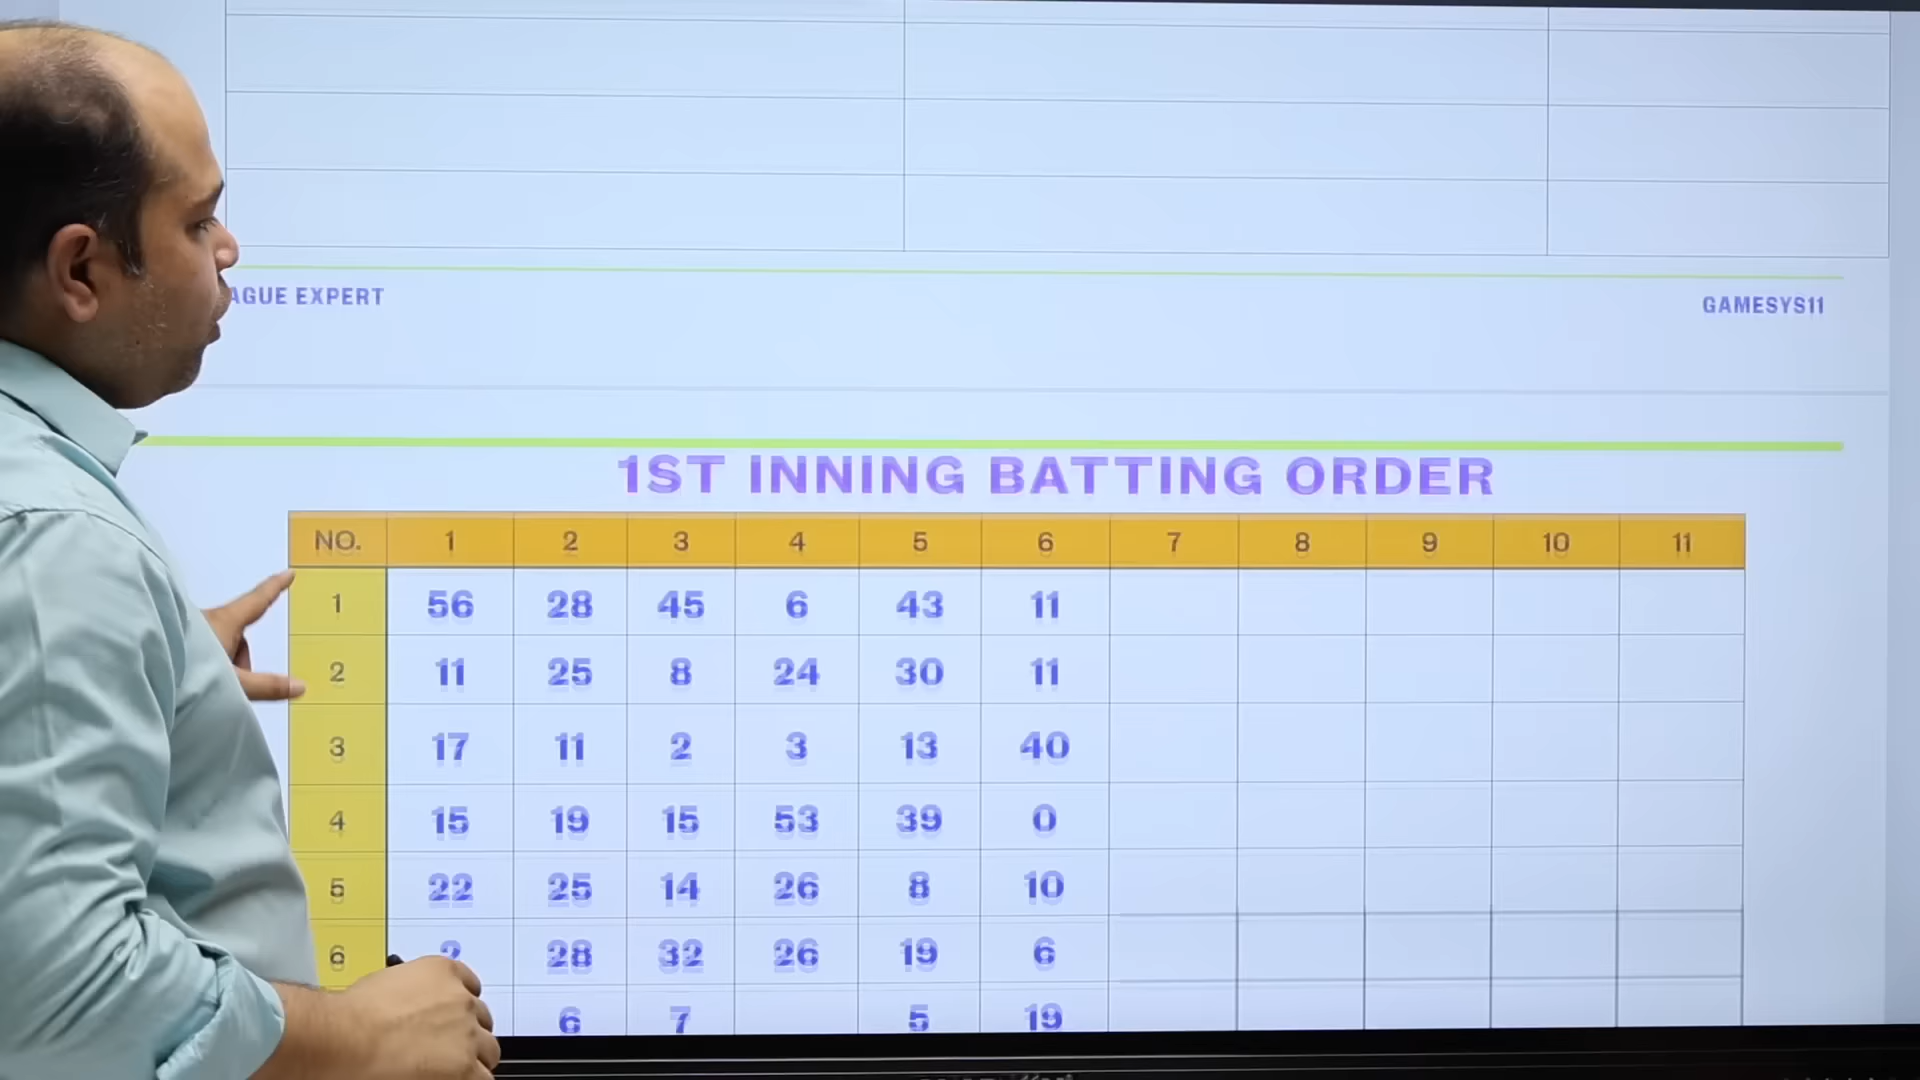 AGUE EXPERT
GAMESYS11
1ST INNING BATTING ORDER
NO. 1 2 3 4 5 6 7 8 9 10 11
1 56 28 45 6 43 11
2 11 25 8 24 30 11
3 17 11 2 3 13 40
4 15 19 15 53 39 0
5 22 25 14 26 8 10
6 2 28 32 26 19 6
6 7 5 19